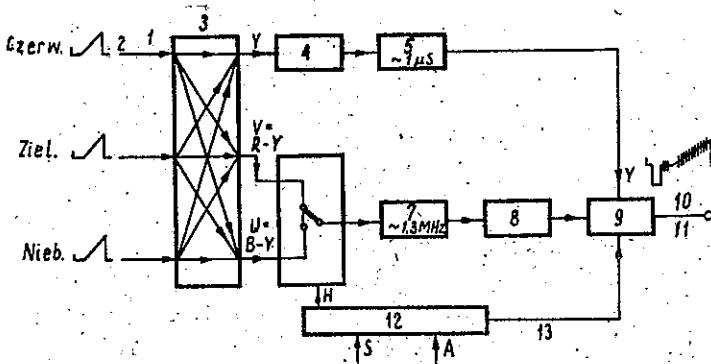 Czerw.
2
1
3
Y
4
5
~1µS
Ziel.
V=
R-Y
Y
7
~1.3MHz
8
9
10
11
Nieb.
U=
B-Y
H
12
13
S
A